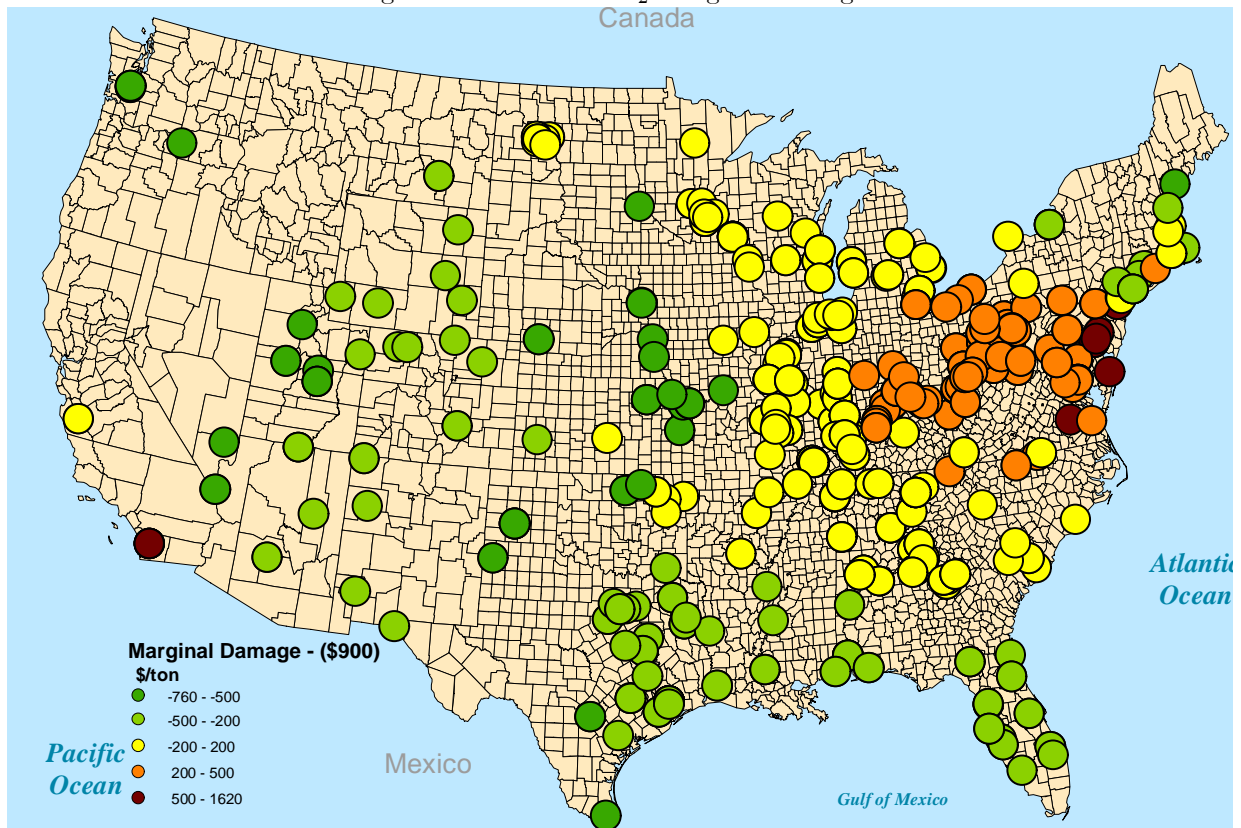 Canada
Atlantic
Ocean
Marginal Damage - ($900)
$/ton
-760 - -500
-500 - -200
-200 - 200
200 - 500
500 - 1620
Pacific
Ocean
Mexico
Gulf of Mexico